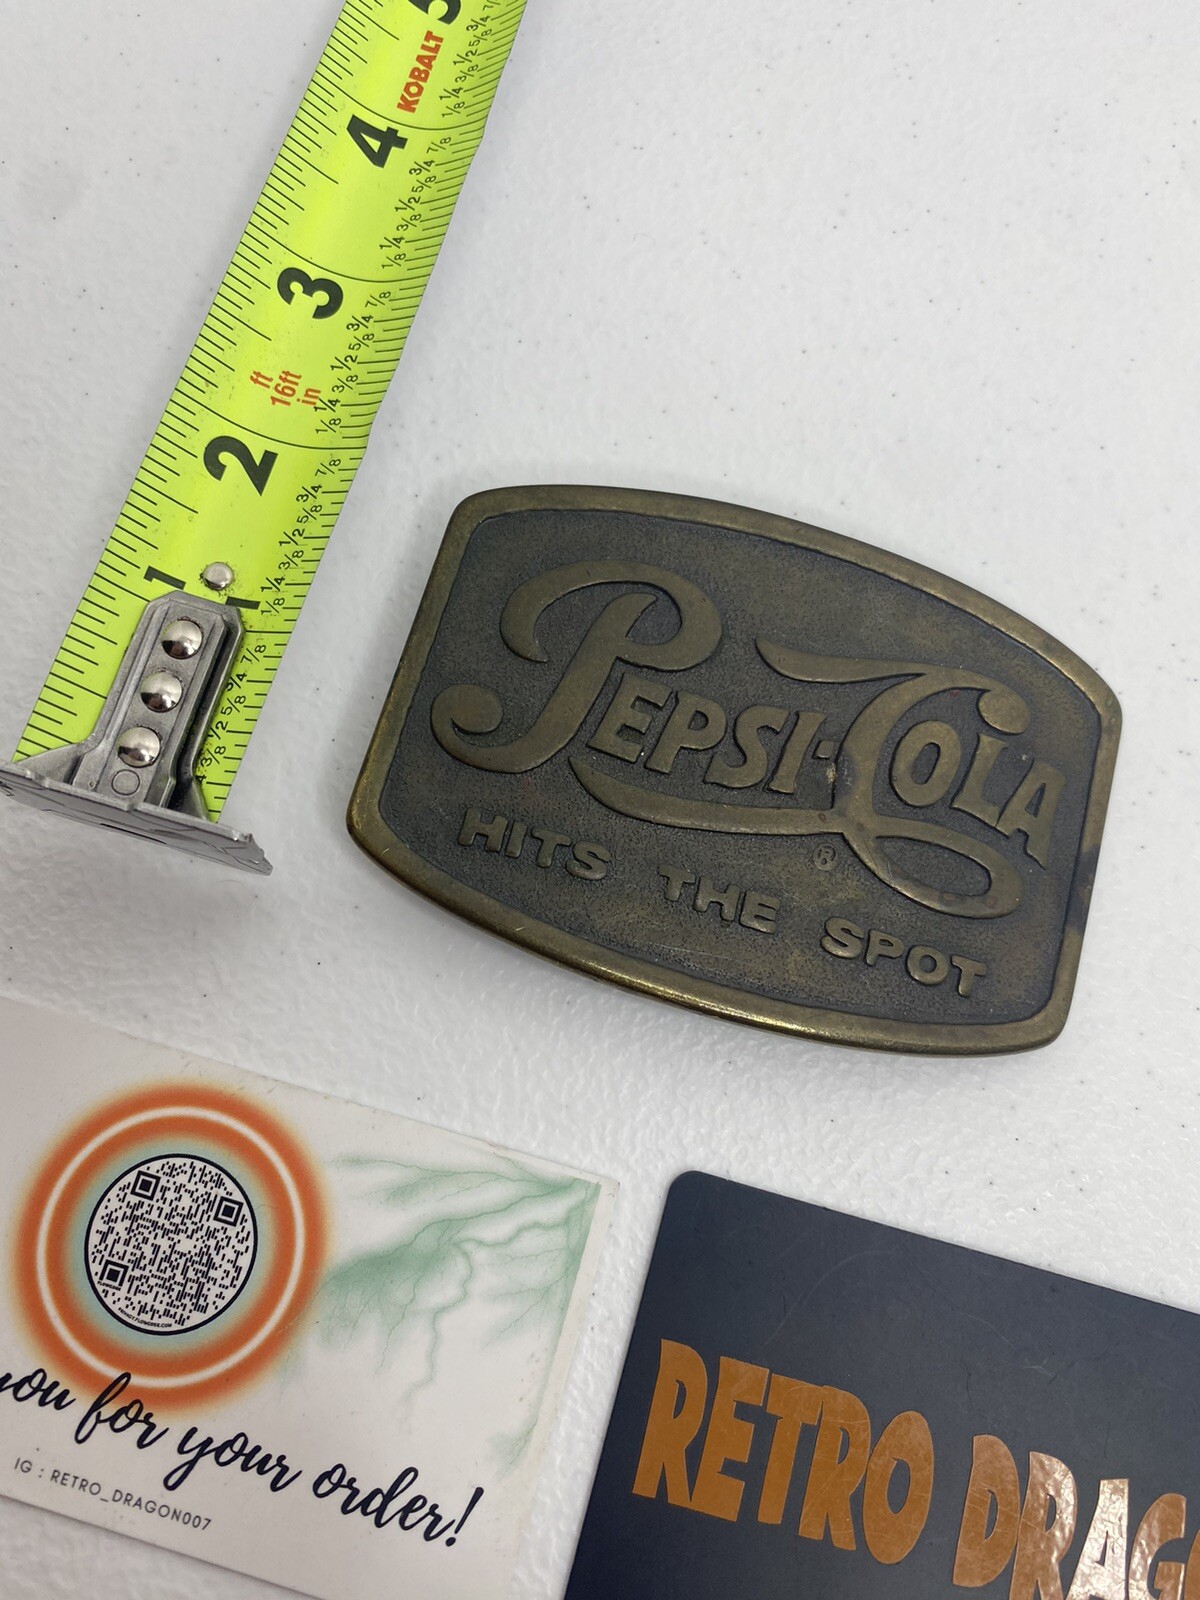 5
KOBALT
4
3
ft
16ft
in
2
1
PEPSI-COLA
®
HITS THE SPOT
you for your order!
IG : RETRO_DRAGON007
RETRO DRAG